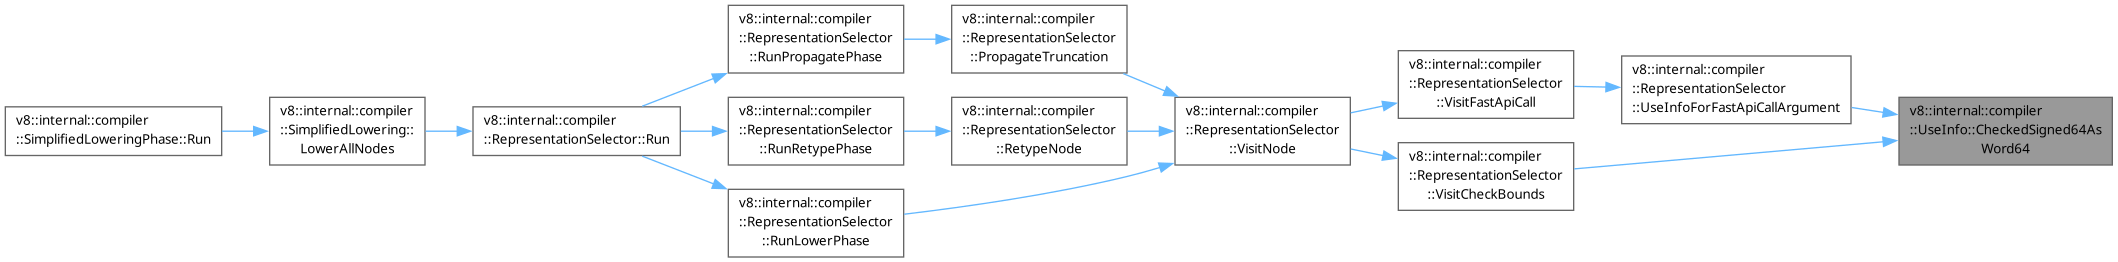 v8::internal::compiler
::SimplifiedLoweringPhase::Run
v8::internal::compiler
::SimplifiedLowering::
LowerAllNodes
v8::internal::compiler
::RepresentationSelector::Run
v8::internal::compiler
::RepresentationSelector
::RunPropagatePhase
v8::internal::compiler
::RepresentationSelector
::RunRetypePhase
v8::internal::compiler
::RepresentationSelector
::RunLowerPhase
v8::internal::compiler
::RepresentationSelector
::PropagateTruncation
v8::internal::compiler
::RepresentationSelector
::RetypeNode
v8::internal::compiler
::RepresentationSelector
::VisitNode
v8::internal::compiler
::RepresentationSelector
::VisitFastApiCall
v8::internal::compiler
::RepresentationSelector
::VisitCheckBounds
v8::internal::compiler
::RepresentationSelector
::UseInfoForFastApiCallArgument
v8::internal::compiler
::UseInfo::CheckedSigned64As
Word64